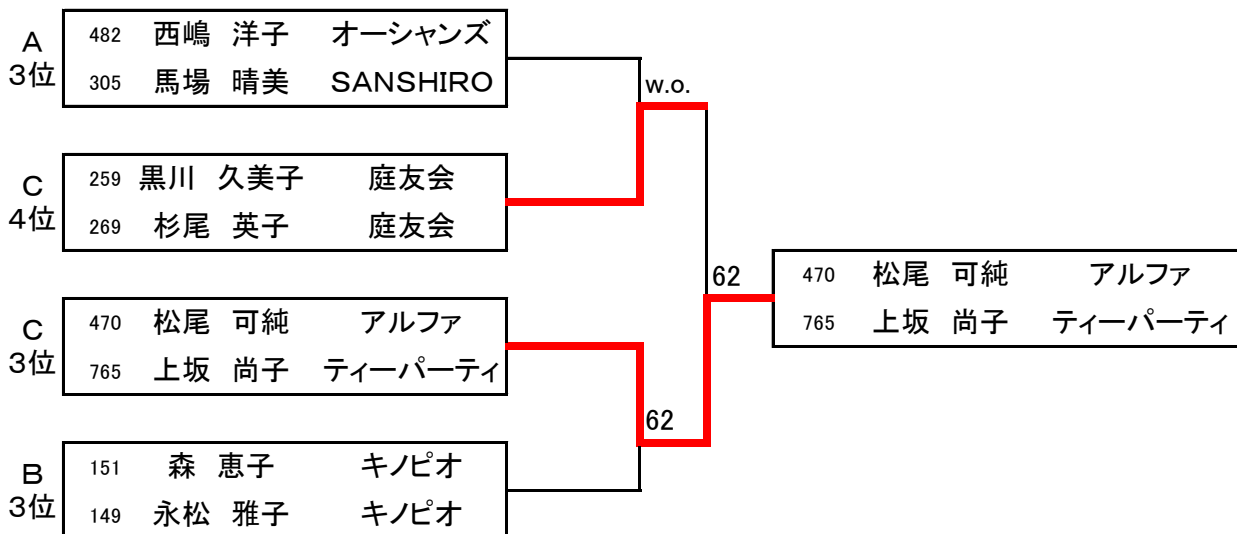 A
3位
482 西嶋 洋子 オーシャンズ
305 馬場 晴美 SANSHIRO
w.o.
C
4位
259 黒川 久美子 庭友会
269 杉尾 英子 庭友会
62
470 松尾 可純 アルファ
765 上坂 尚子 ティーパーティ
C
3位
470 松尾 可純 アルファ
765 上坂 尚子 ティーパーティ
62
B
3位
151 森 恵子 キノピオ
149 永松 雅子 キノピオ